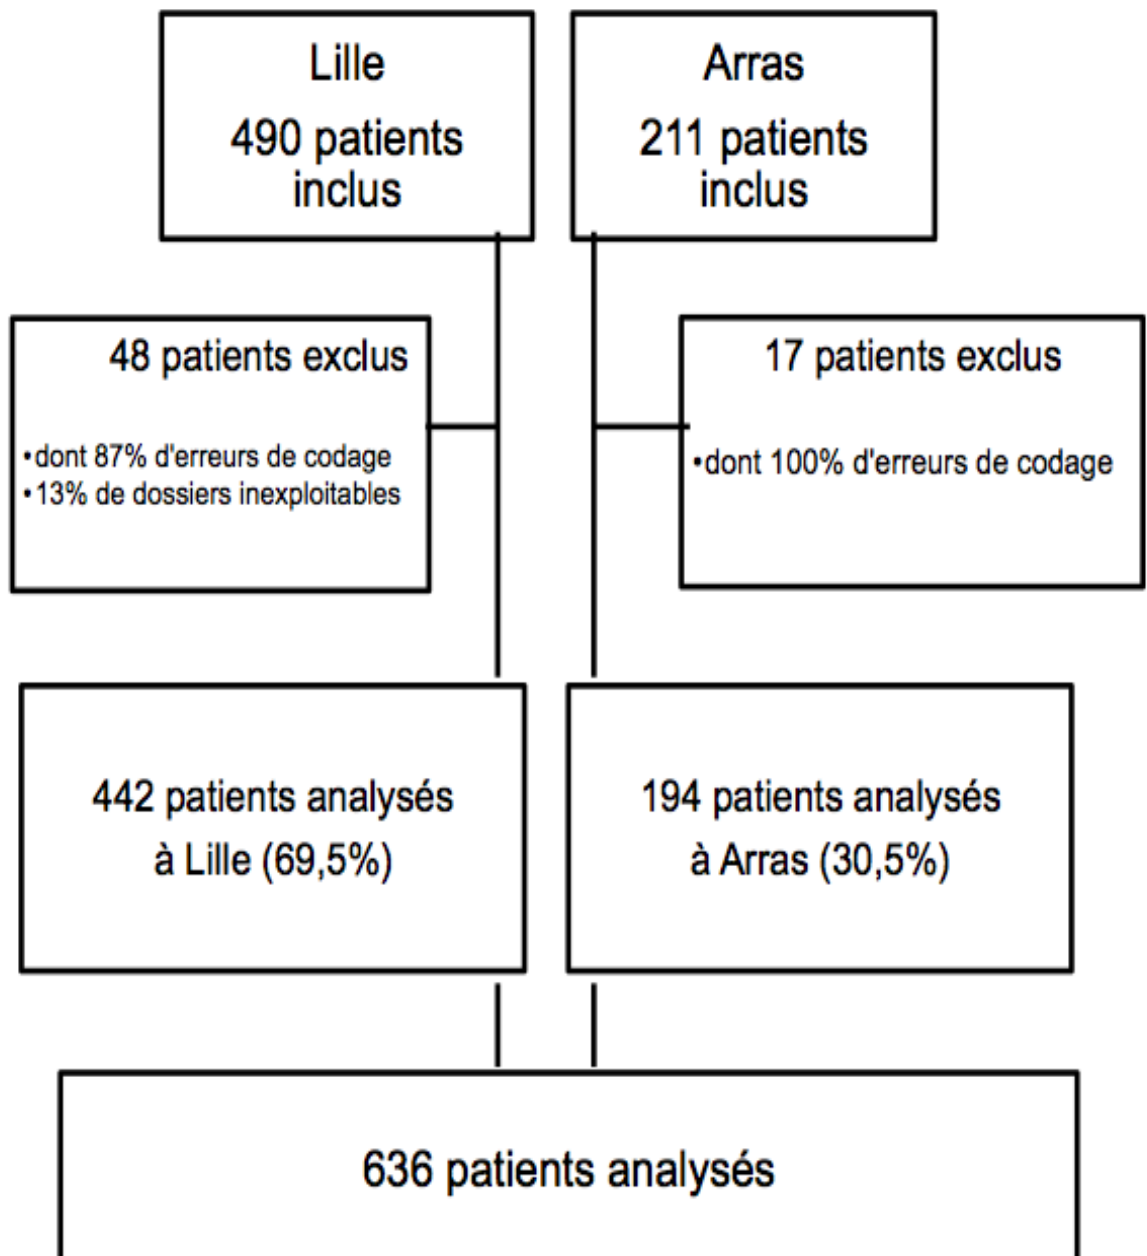 Lille
490 patients
inclus
Arras
211 patients
inclus
48 patients exclus
•dont 87% d'erreurs de codage
•13% de dossiers inexploitables
17 patients exclus
•dont 100% d'erreurs de codage
442 patients analysés
à Lille (69,5%)
194 patients analysés
à Arras (30,5%)
636 patients analysés